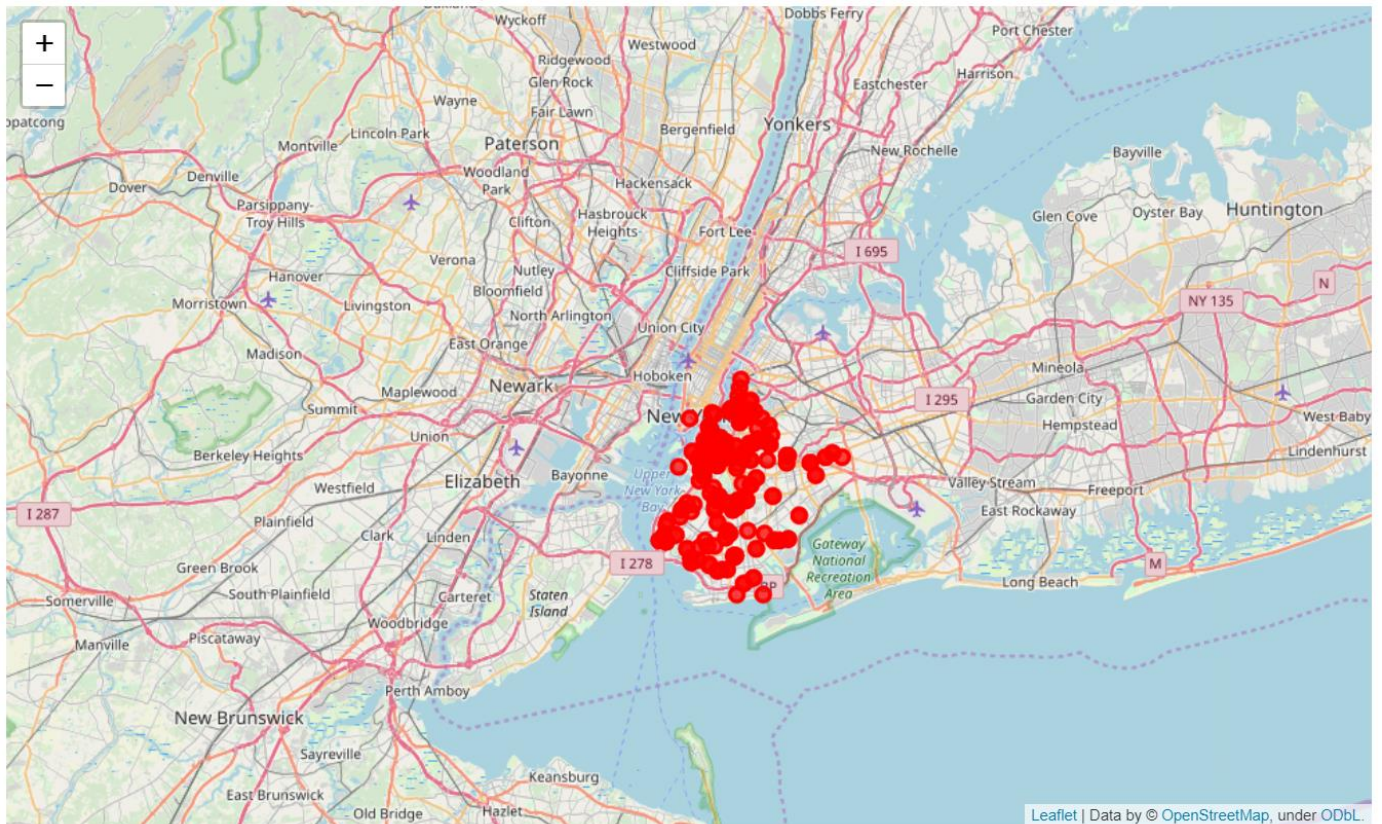 Wyckoff
Dobbs Ferry
Port Chester
+
Westwood
Ridgewood
Harrison
−
Glen Rock
Eastchester
Wayne
Fair Lawn
opatcong
Lincoln Park
Bergenfield
Yonkers
Montville
Paterson
New Rochelle
Bayville
Denville
Woodland
Park
Hackensack
Dover
Parsippany-
Troy Hills
Clifton
Hasbrouck
Heights
Fort Lee
Glen Cove
Oyster Bay
Huntington
I 695
Verona
Nutley
Cliffside Park
Hanover
Bloomfield
N
Morristown
Livingston
North Arlington
NY 135
Union City
East Orange
Madison
Hoboken
Mineola
Newark
Maplewood
I 295
Garden City
Summit
New
West Baby
Union
Hempstead
Berkeley Heights
Lindenhurst
Elizabeth
Bayonne
Upper
New York
Bay
Valley Stream
Freeport
Westfield
I 287
East Rockaway
Plainfield
Clark
Linden
Gateway
National
Recreation
Area
I 278
M
Green Brook
Long Beach
South Plainfield
Carteret
Staten
Island
BP
Somerville
Woodbridge
Manville
Piscataway
Perth Amboy
New Brunswick
Sayreville
Keansburg
East Brunswick
Old Bridge
Hazlet
Leaflet | Data by © OpenStreetMap, under ODbL.